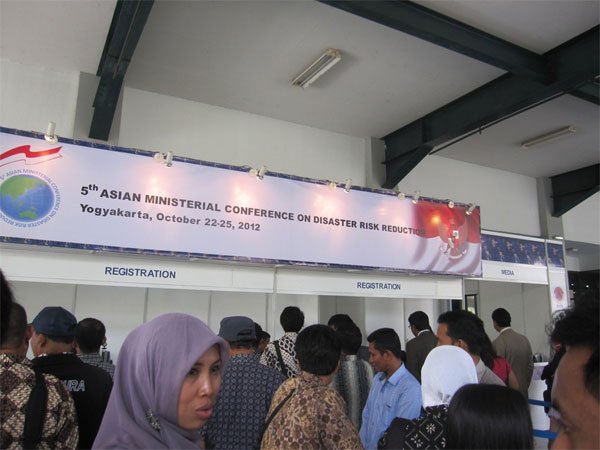 5th ASIAN MINISTERIAL CONFERENCE ON DISASTER RISK REDUCTION
Yogyakarta, October 22-25, 2012
REGISTRATION
REGISTRATION
MEDIA